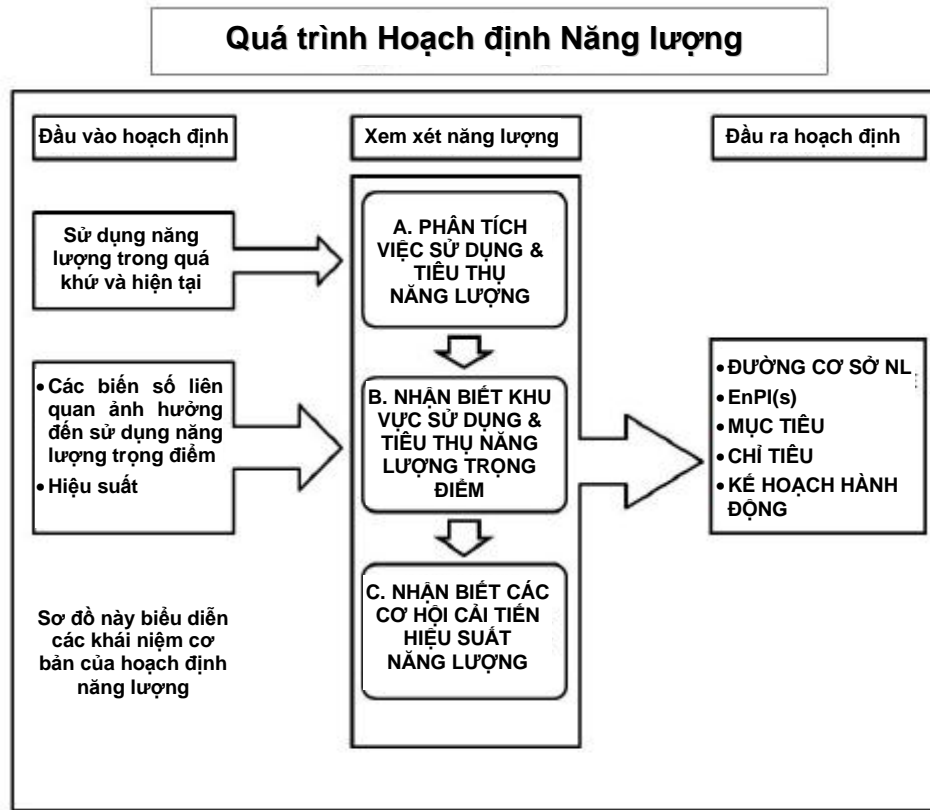 Quá trình Hoạch định Năng lượng
Đầu vào hoạch định
Xem xét năng lượng
Đầu ra hoạch định
Sử dụng năng
lượng trong quá
khứ và hiện tại
A. PHÂN TÍCH
VIỆC SỬ DỤNG &
TIÊU THỤ
NĂNG LƯỢNG
• Các biến số liên
quan ảnh hưởng
đến sử dụng năng
lượng trọng điểm
• Hiệu suất
B. NHẬN BIẾT KHU
VỰC SỬ DỤNG &
TIÊU THỤ NĂNG
LƯỢNG TRỌNG
ĐIỂM
• ĐƯỜNG CƠ SỞ NL
• EnPI(s)
• MỤC TIÊU
• CHỈ TIÊU
• KẾ HOẠCH HÀNH
ĐỘNG
C. NHẬN BIẾT CÁC
CƠ HỘI CẢI TIẾN
HIỆU SUẤT
NĂNG LƯỢNG
Sơ đồ này biểu diễn
các khái niệm cơ
bản của hoạch định
năng lượng